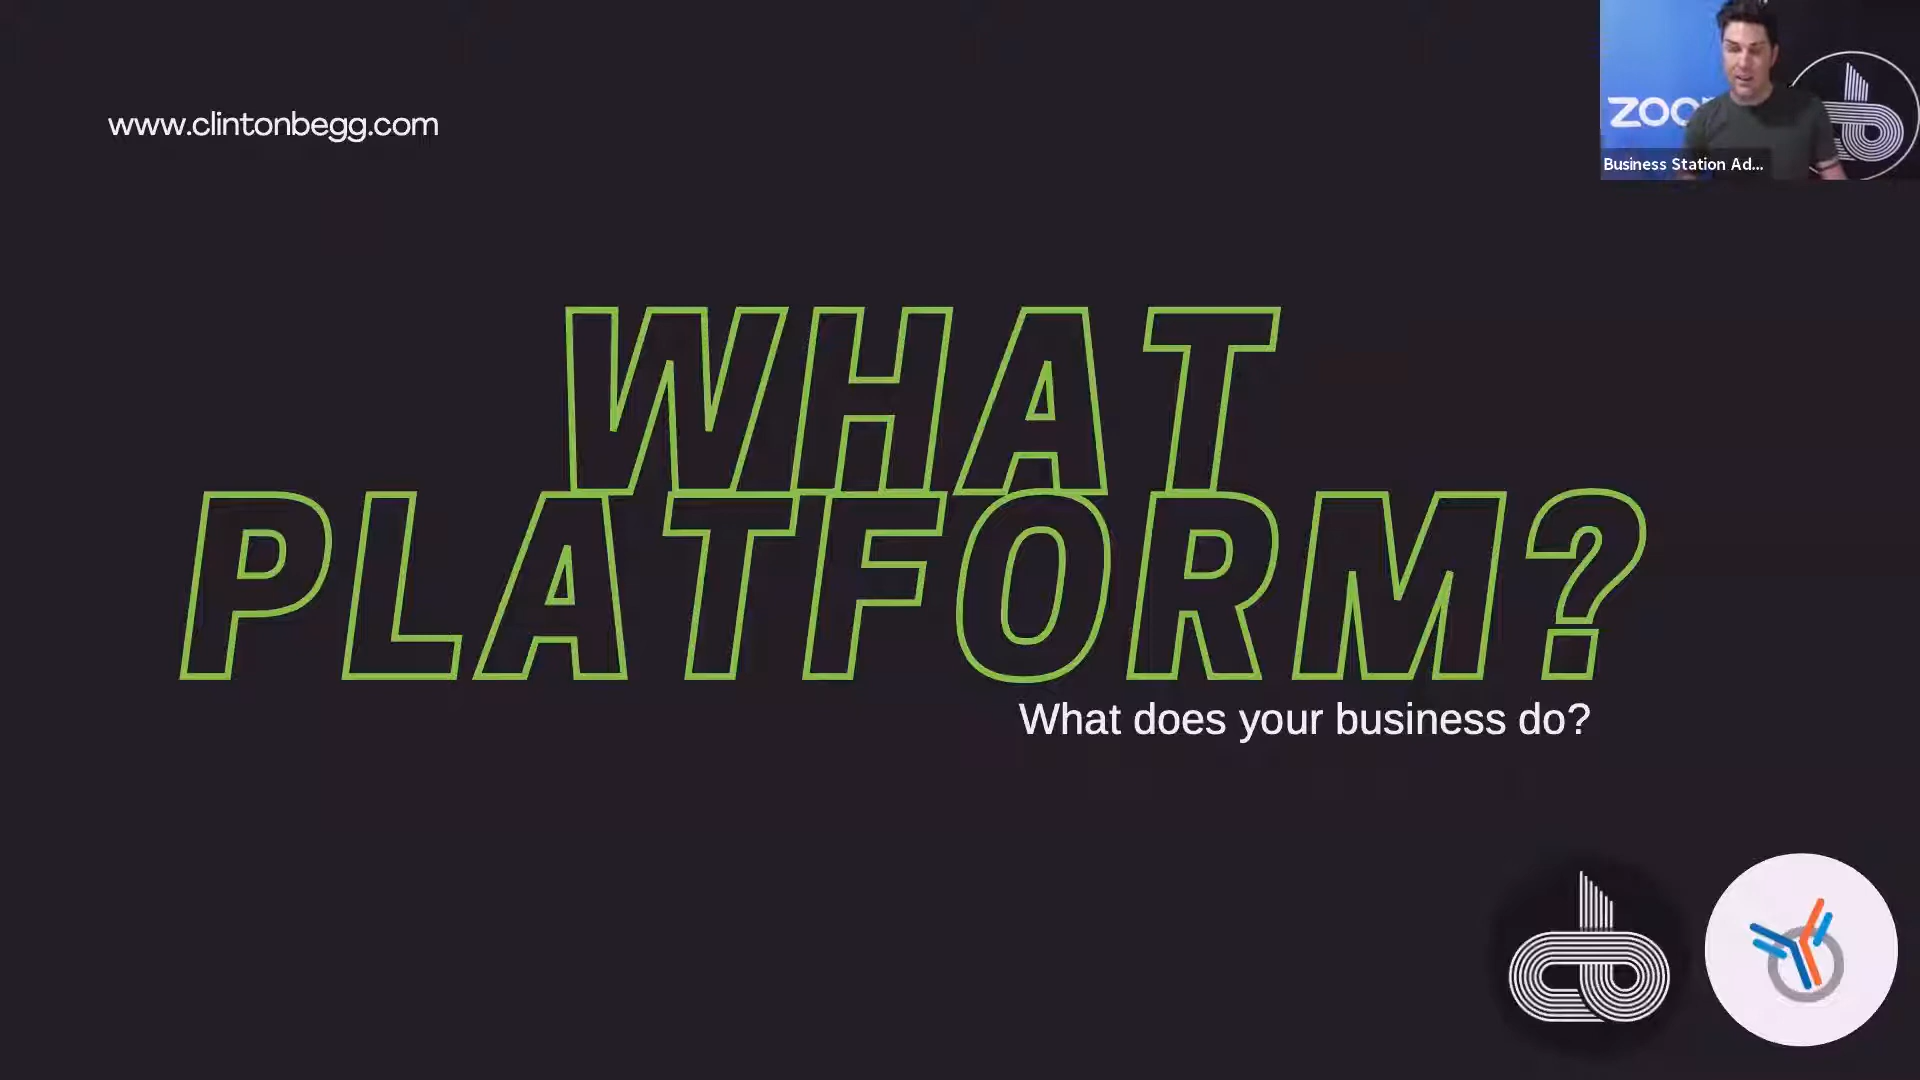 www.clintonbegg.com
Business Station Ad...
WHAT
PLATFORM?
What does your business do?